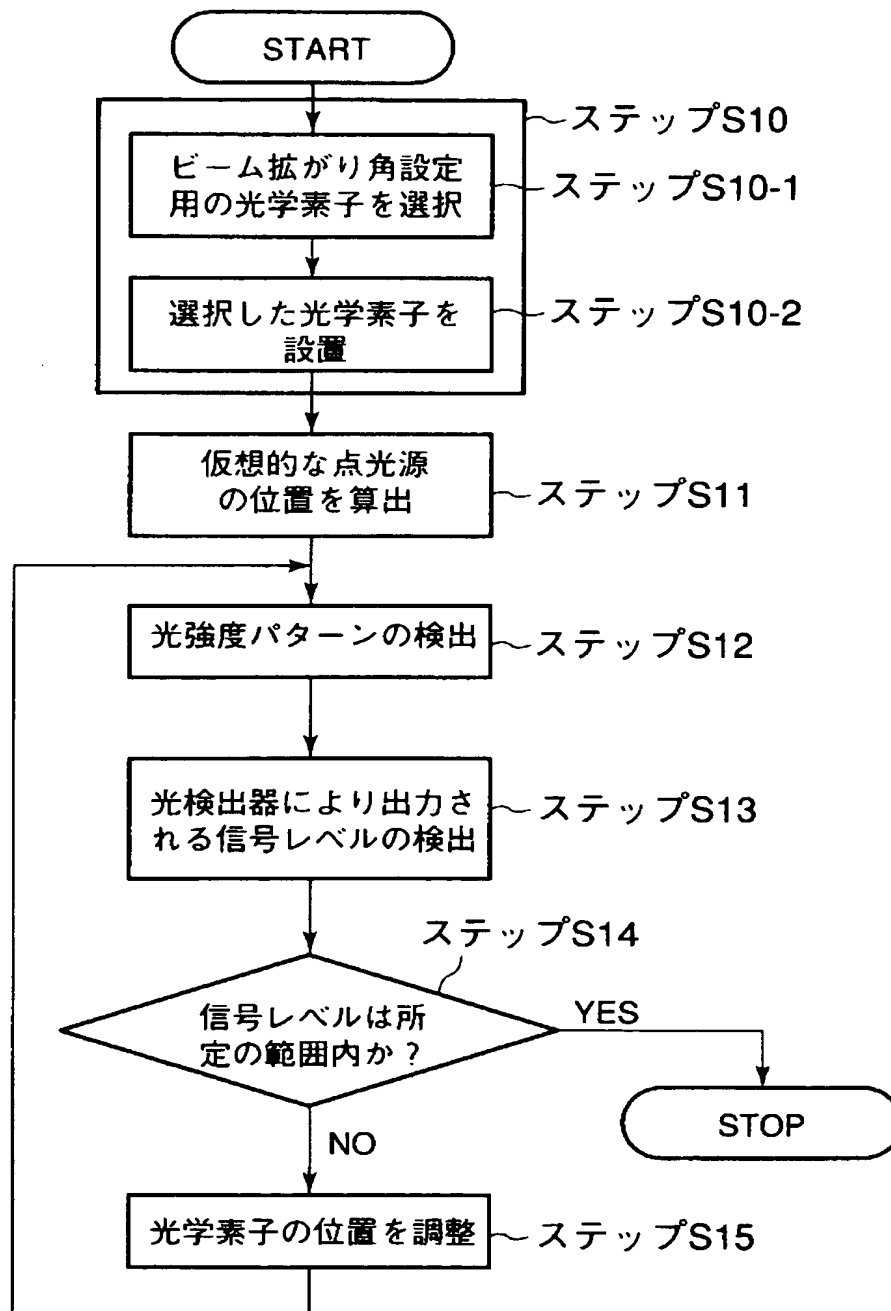 START
ステップS10
ビーム拡がり角設定
用の光学素子を選択
ステップS10-1
選択した光学素子を
設置
ステップS10-2
仮想的な点光源
の位置を算出
ステップS11
光強度パターンの検出
ステップS12
光検出器により出力さ
れる信号レベルの検出
ステップS13
ステップS14
信号レベルは所
定の範囲内か？
YES
STOP
NO
光学素子の位置を調整
ステップS15